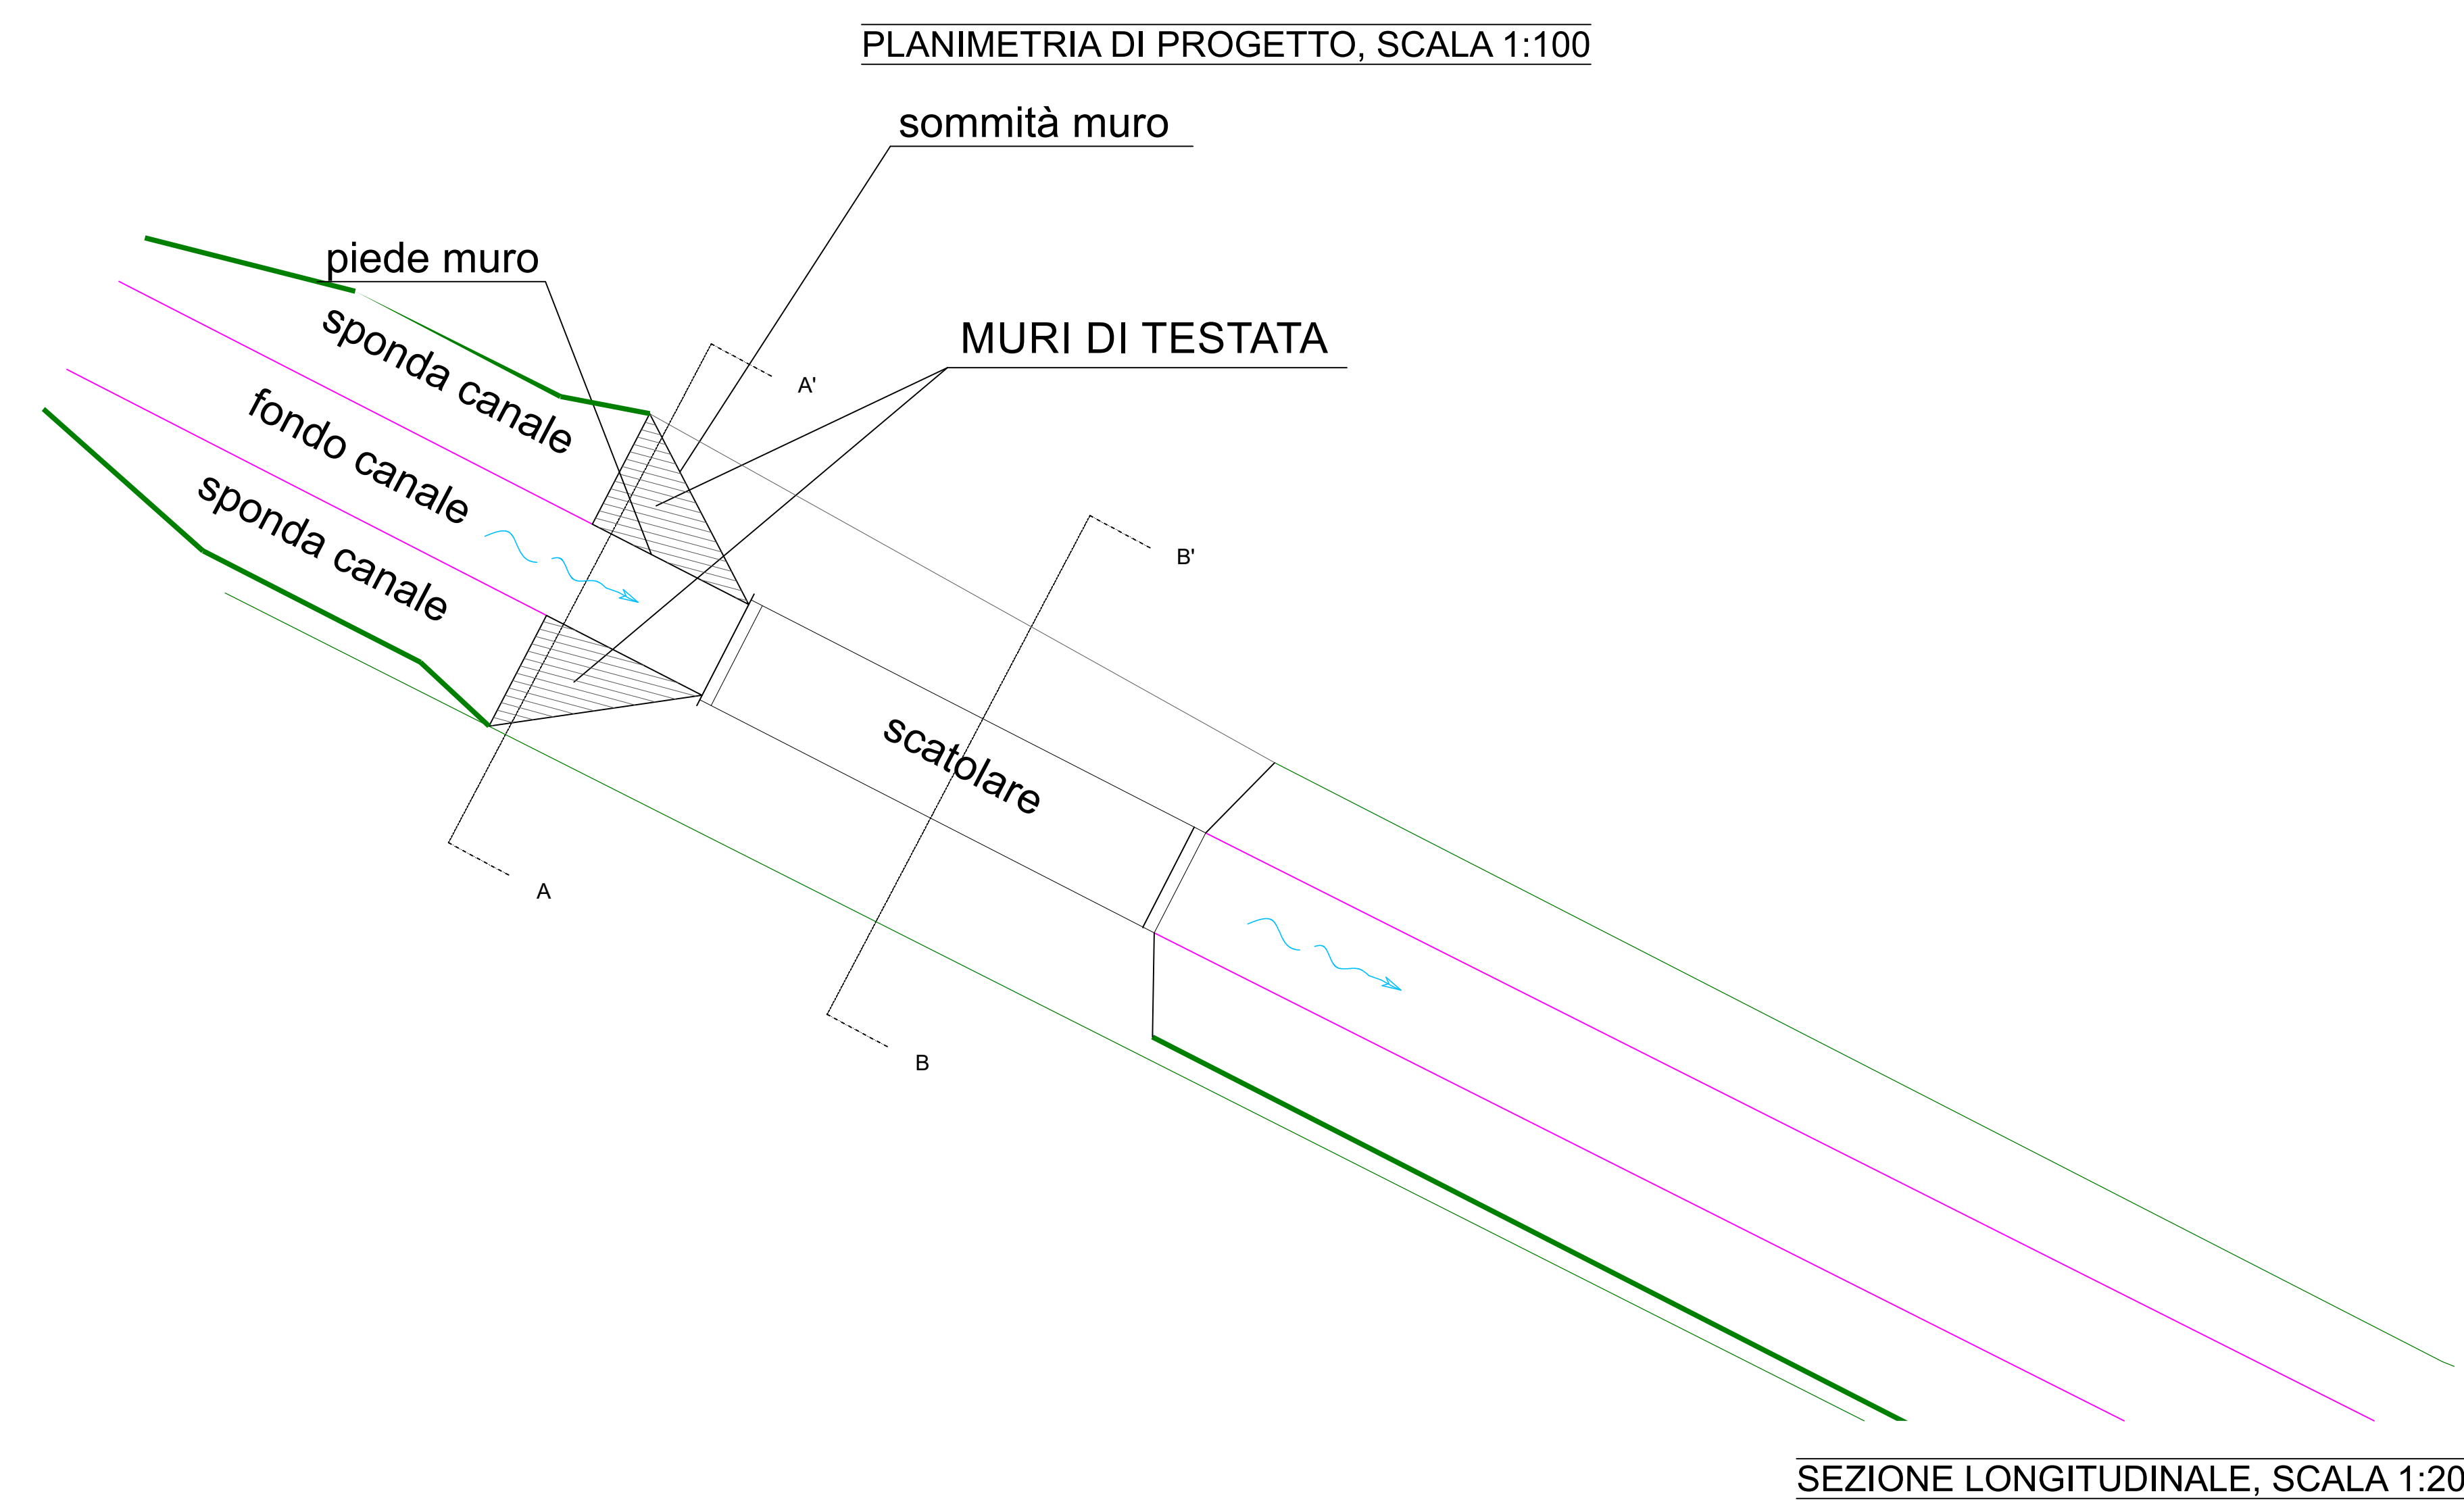 PLANIMETRIA DI PROGETTO, SCALA 1:100
sommità muro
piede muro
MURI DI TESTATA
sponda canale
A'
fondo canale
sponda canale
B'
scatolare
A
B
SEZIONE LONGITUDINALE, SCALA 1:20